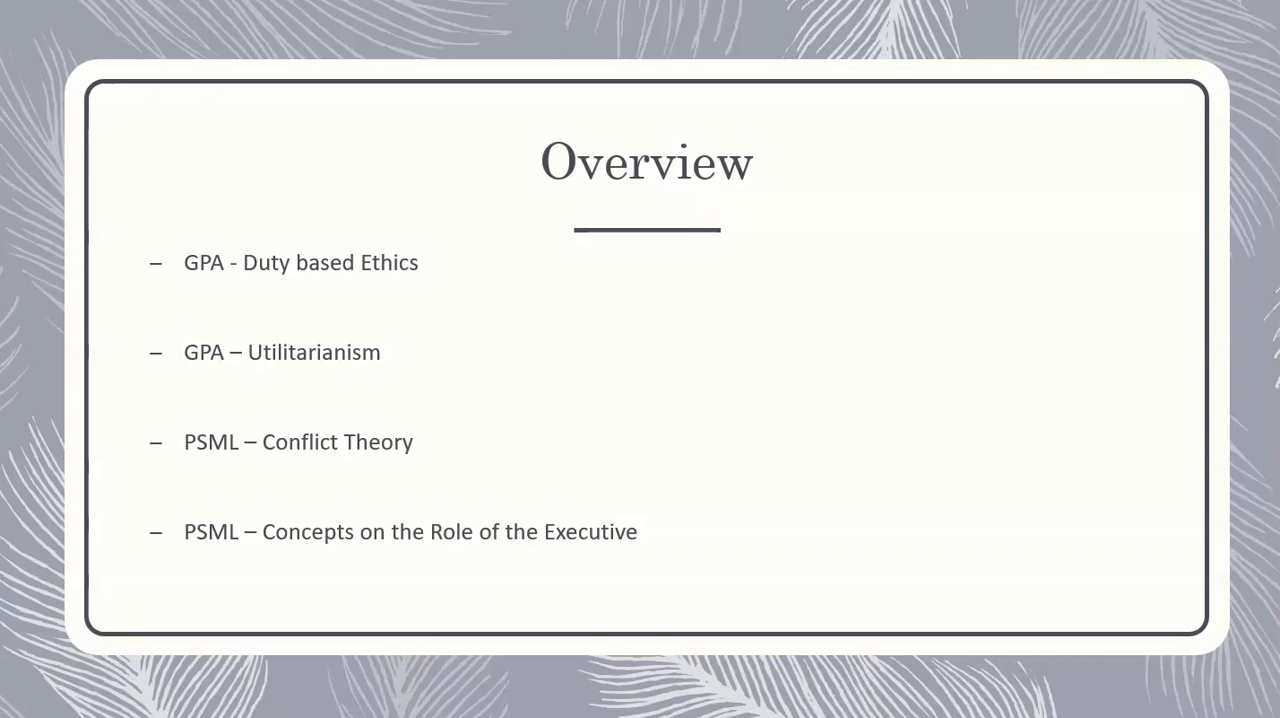 Overview
– GPA - Duty based Ethics
– GPA – Utilitarianism
– PSML – Conflict Theory
– PSML – Concepts on the Role of the Executive